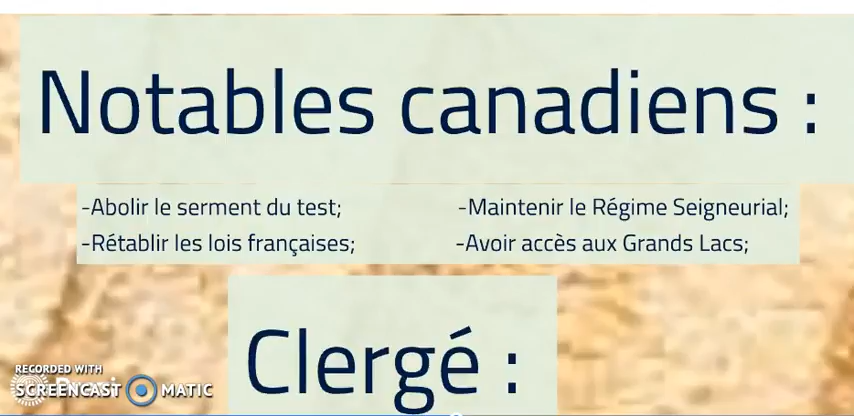 Notables canadiens :
-Abolir le serment du test; -Maintenir le Régime Seigneurial;
-Rétablir les lois françaises; -Avoir accès aux Grands Lacs;
Clergé :
RECORDED WITH
SCREENCAST MATIC